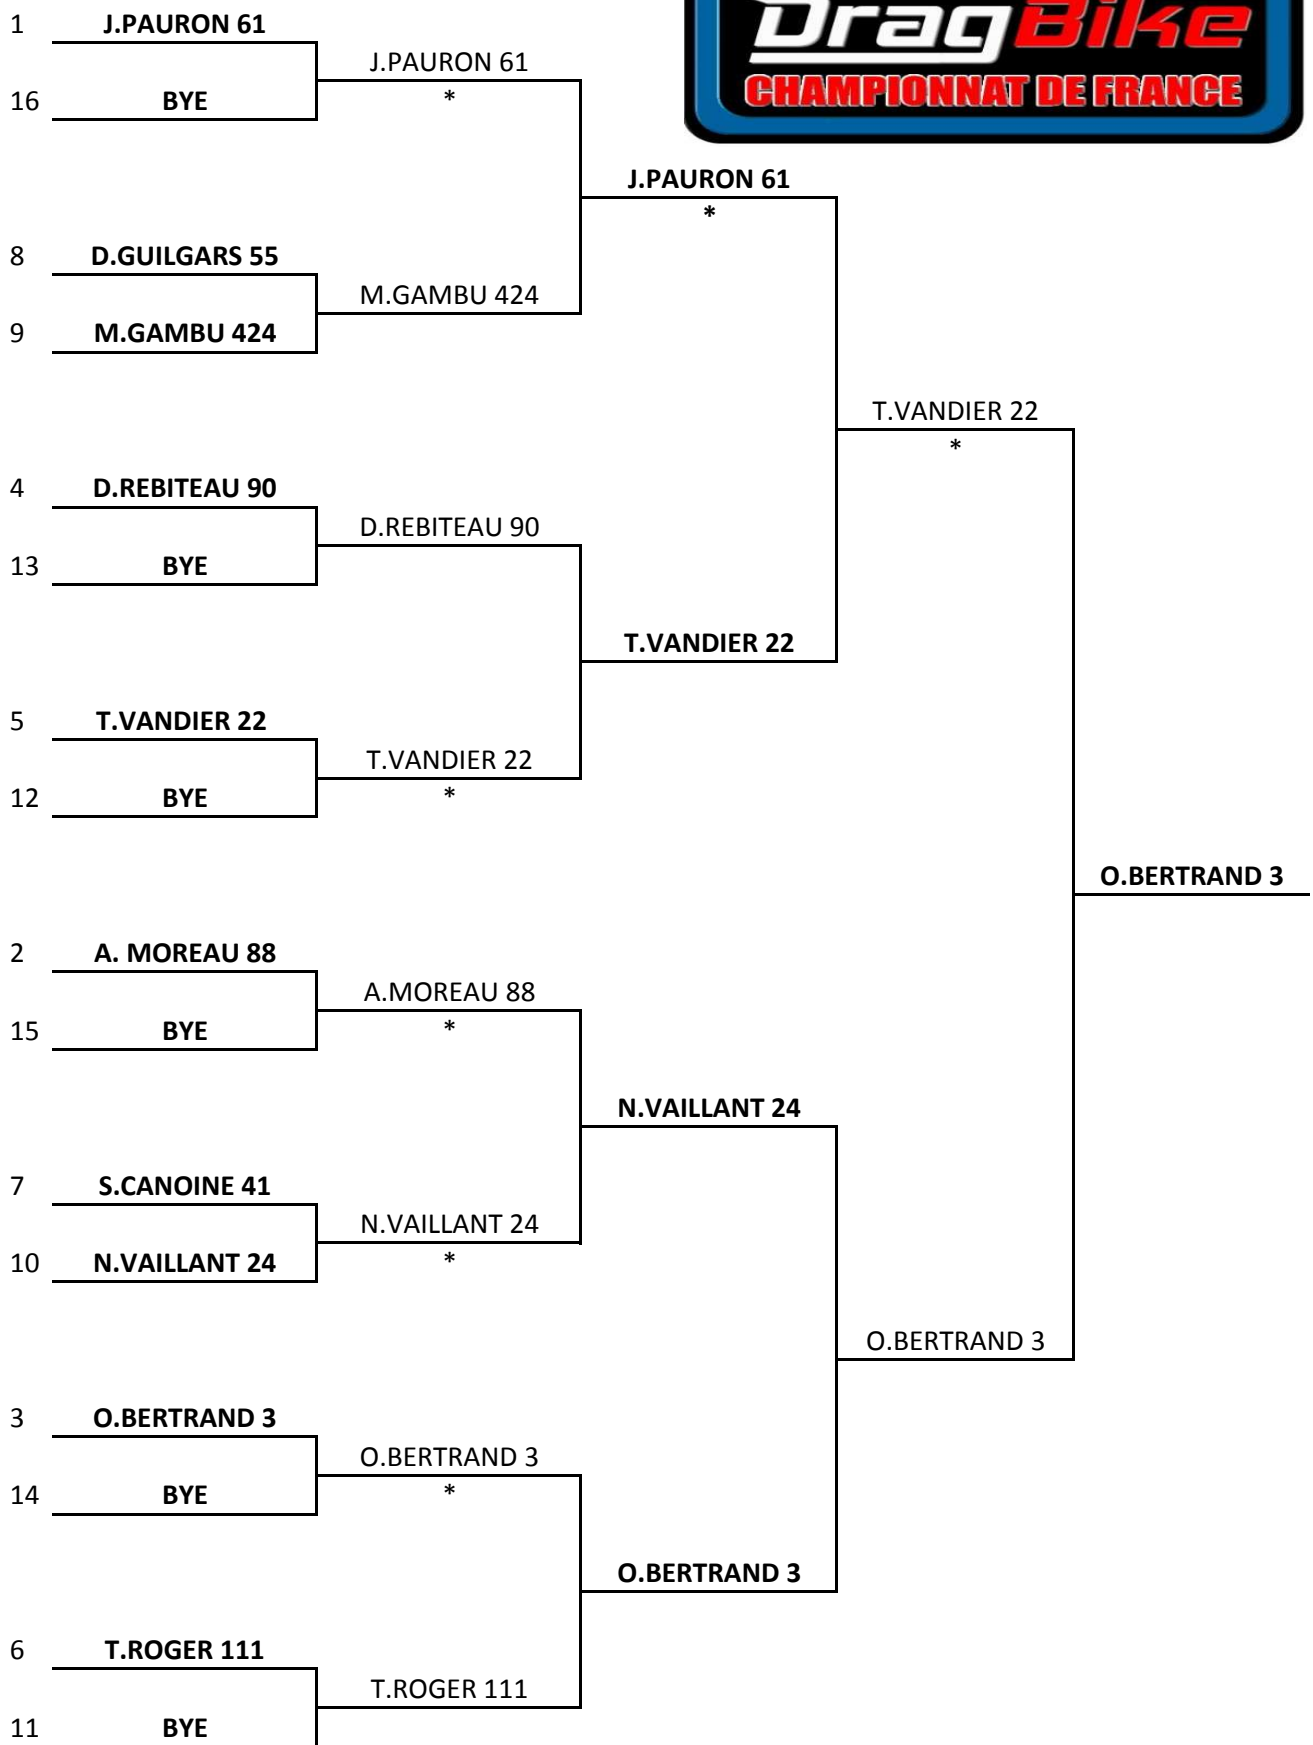 DragBike
CHAMPIONNAT DE FRANCE
1 J.PAURON 61
J.PAURON 61
16 BYE
*
J.PAURON 61
*
8 D.GUILGARS 55
M.GAMBU 424
9 M.GAMBU 424
T.VANDIER 22
*
4 D.REBITEAU 90
D.REBITEAU 90
13 BYE
T.VANDIER 22
5 T.VANDIER 22
T.VANDIER 22
12 BYE
*
O.BERTRAND 3
2 A. MOREAU 88
A.MOREAU 88
15 BYE
*
N.VAILLANT 24
7 S.CANOINE 41
N.VAILLANT 24
10 N.VAILLANT 24
*
O.BERTRAND 3
3 O.BERTRAND 3
O.BERTRAND 3
14 BYE
*
O.BERTRAND 3
6 T.ROGER 111
T.ROGER 111
11 BYE